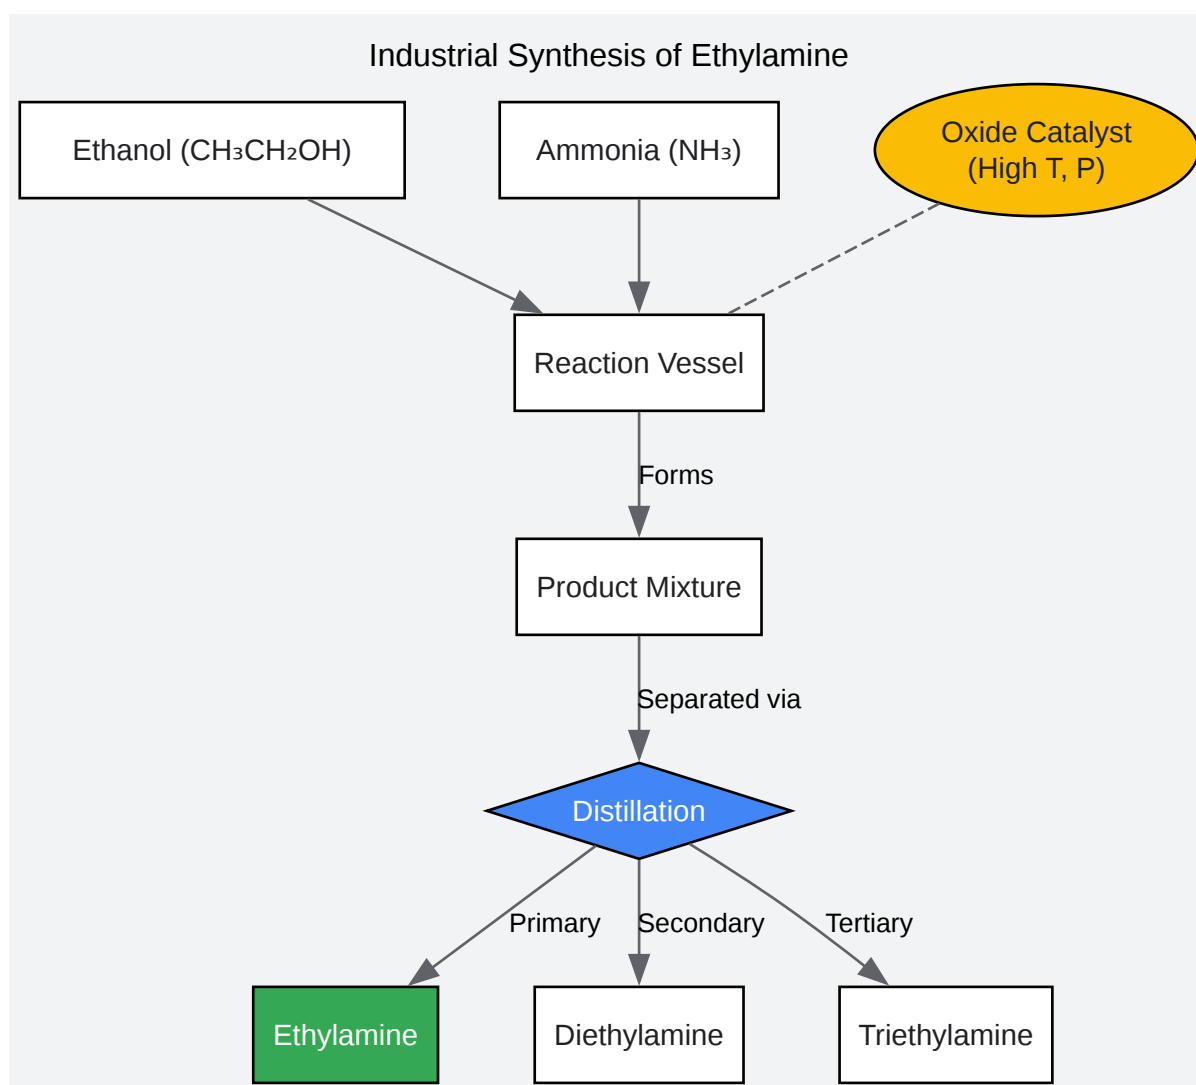 Industrial Synthesis of Ethylamine
Ethanol (CH₃CH₂OH)
Ammonia (NH₃)
Oxide Catalyst
(High T, P)
Reaction Vessel
Forms
Product Mixture
Separated via
Distillation
Primary
Secondary
Tertiary
Ethylamine
Diethylamine
Triethylamine